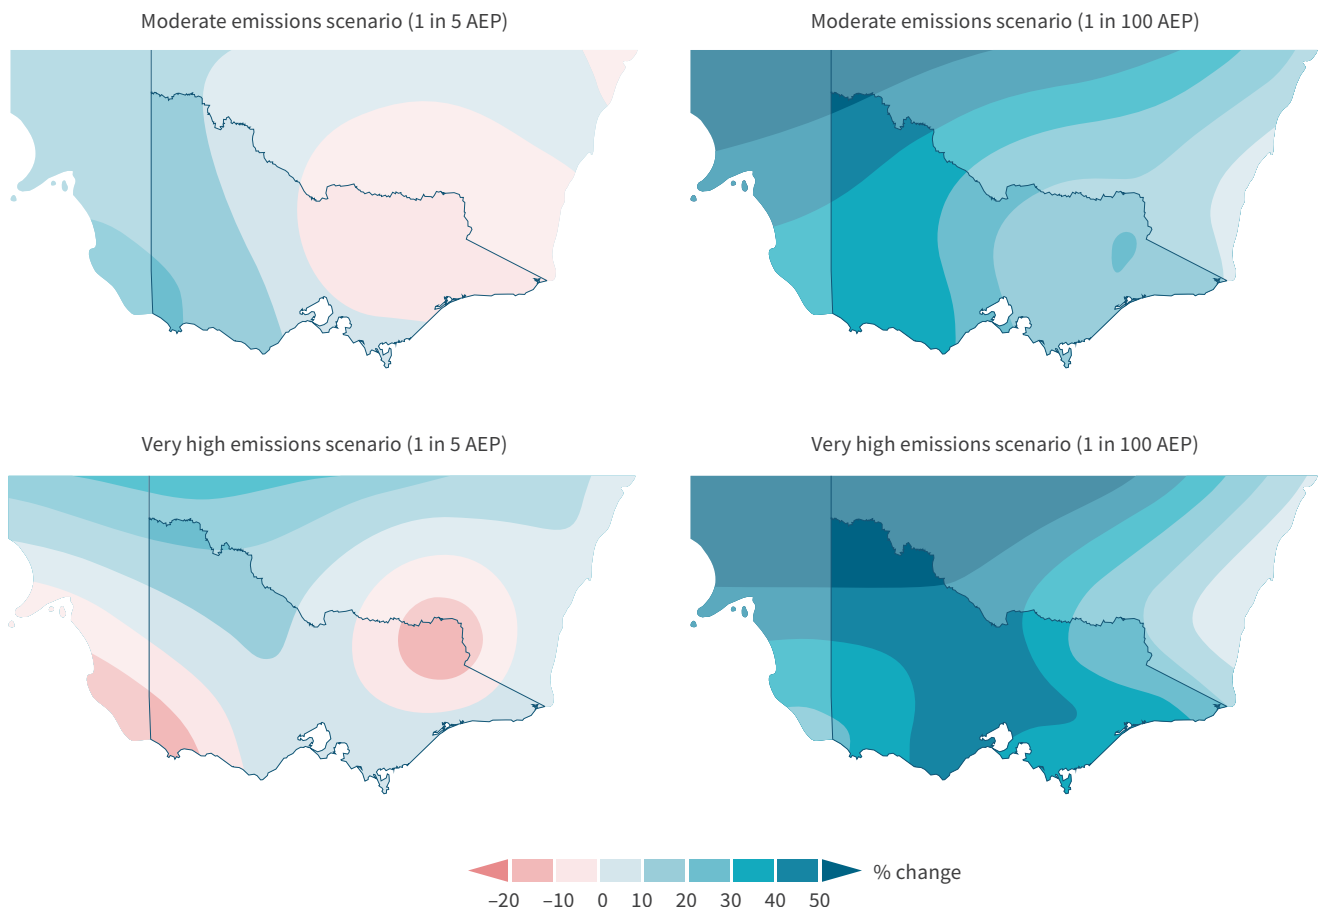 Moderate emissions scenario (1 in 5 AEP)
Moderate emissions scenario (1 in 100 AEP)
Very high emissions scenario (1 in 5 AEP)
Very high emissions scenario (1 in 100 AEP)
% change
–20 –10 0 10 20 30 40 50